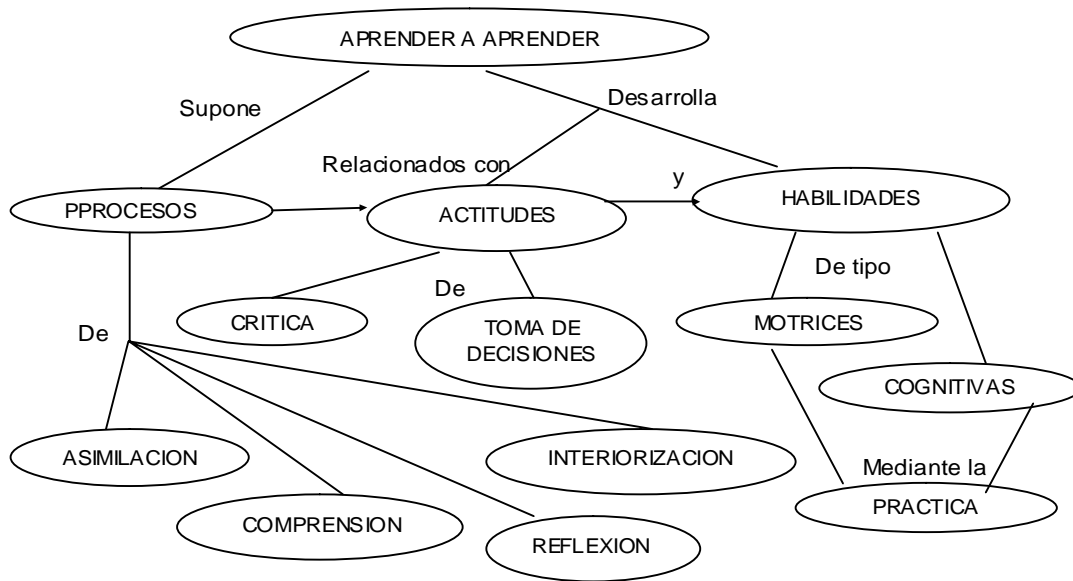 APRENDER A APRENDER
Supone
Desarrolla
Relacionados con
y
PPROCESOS
ACTITUDES
HABILIDADES
De tipo
De
CRITICA
TOMA DE
DECISIONES
MOTRICES
De
COGNITIVAS
ASIMILACION
INTERIORIZACION
Mediante la
PRACTICA
COMPRENSION
REFLEXION